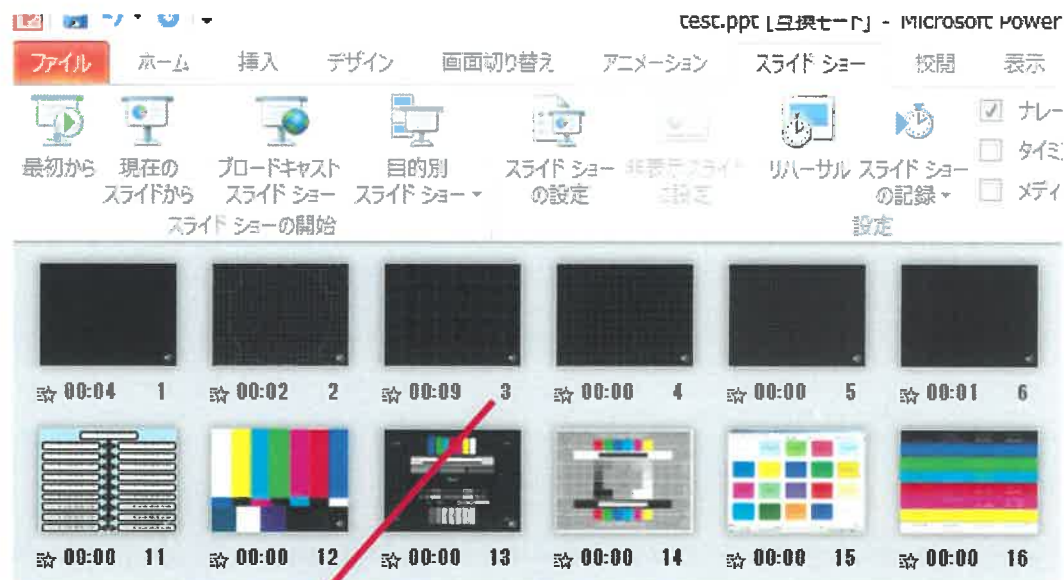 test.ppt [互換モード] - Microsoft Power
ファイル ホーム 挿入 デザイン 画面切り替え アニメーション スライド ショー 校閲 表示
最初から 現在の スライドから ブロードキャスト スライド ショー 目的別 スライド ショー スライド ショー の設定 非表示スライド に設定 リハーサル スライド ショー の記録 ナレー タイミ メディ
スライド ショーの開始 設定
00:04 1 00:02 2 00:09 3 00:00 4 00:00 5 00:01 6
00:00 11 00:00 12 00:00 13 00:00 14 00:00 15 00:00 16